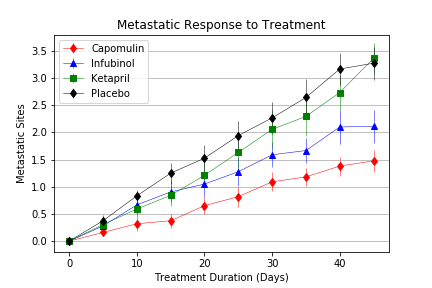 Metastatic Response to Treatment
Capomulin
Infubinol
Ketapril
Placebo
Metastatic Sites
3.5
3.0
2.5
2.0
1.5
1.0
0.5
0.0
0 10 20 30 40
Treatment Duration (Days)